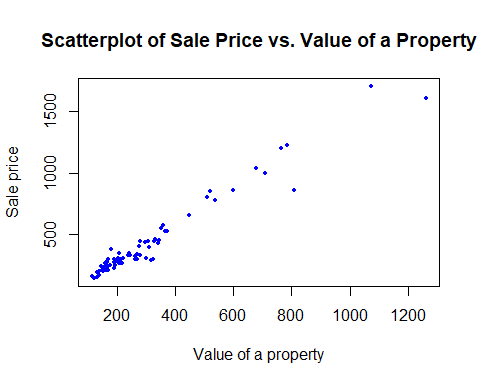 Scatterplot of Sale Price vs. Value of a Property
1500
1000
500
Sale price
200 400 600 800 1000 1200
Value of a property